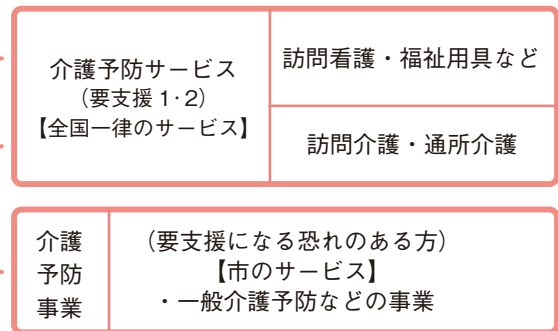 介護予防サービス
（要支援 1・2）
【全国一律のサービス】
訪問看護・福祉用具など
訪問介護・通所介護
介護
予防
事業
（要支援になる恐れのある方）
【市のサービス】
・一般介護予防などの事業